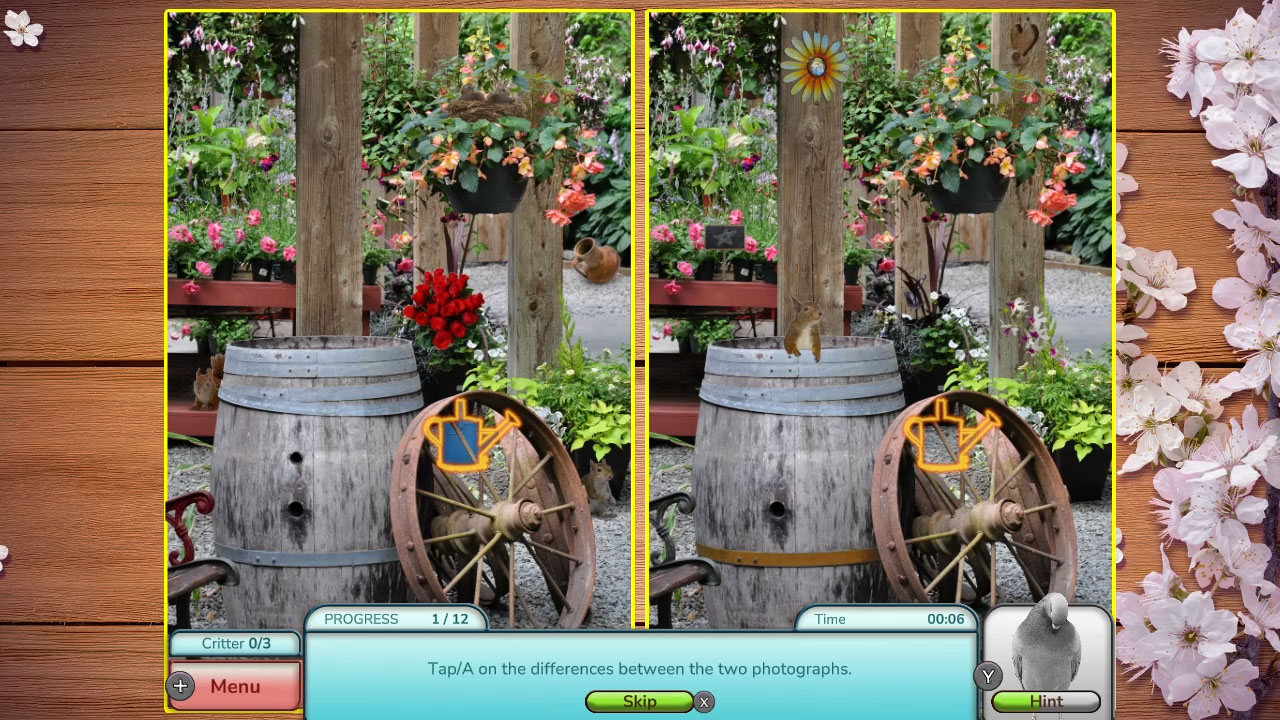 PROGRESS 1 / 12
Time 00:06
Critter 0/3
Tap/A on the differences between the two photographs.
+ Menu
Skip X
Y
Hint